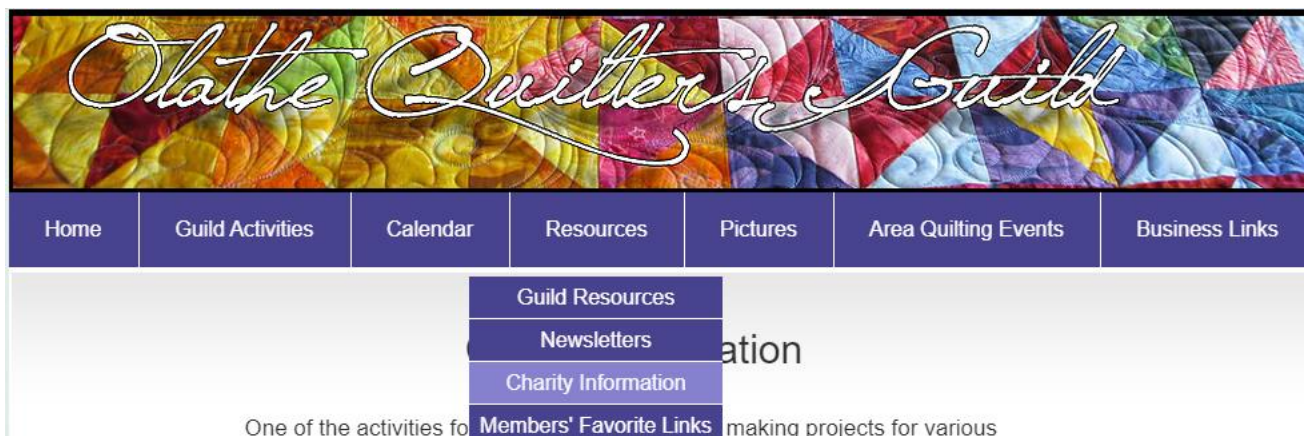 Olathe Quilter's Guild
Home Guild Activities Calendar Resources Pictures Area Quilting Events Business Links
Guild Resources
Newsletters
ation
Charity Information
Members' Favorite Links
One of the activities fo making projects for various